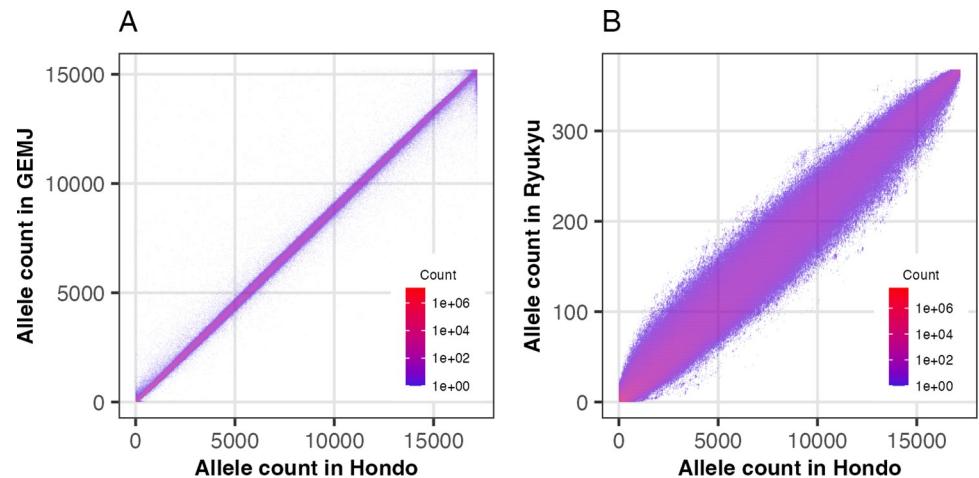 A
Allele count in GEMJ
15000
10000
5000
0
0 5000 10000 15000
Allele count in Hondo
Count
1e+06
1e+04
1e+02
1e+00
B
Allele count in Ryukyu
300
200
100
0
0 5000 10000 15000
Allele count in Hondo
Count
1e+06
1e+04
1e+02
1e+00